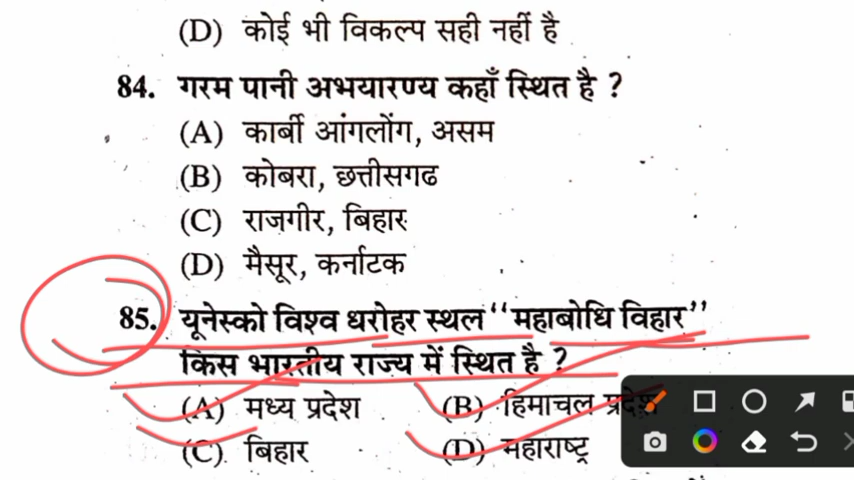 (D) कोई भी विकल्प सही नहीं है
84. गरम पानी अभयारण्य कहाँ स्थित है ?
(A) कार्बी आंगलोंग, असम
(B) कोबरा, छत्तीसगढ
(C) राजगीर, बिहार
(D) मैसूर, कर्नाटक
85. यूनेस्को विश्व धरोहर स्थल ‘‘महाबोधि विहार’’
किस भारतीय राज्य में स्थित है ?
(A) मध्य प्रदेश (B) हिमाचल प्रदेश
(C) बिहार (D) महाराष्ट्र